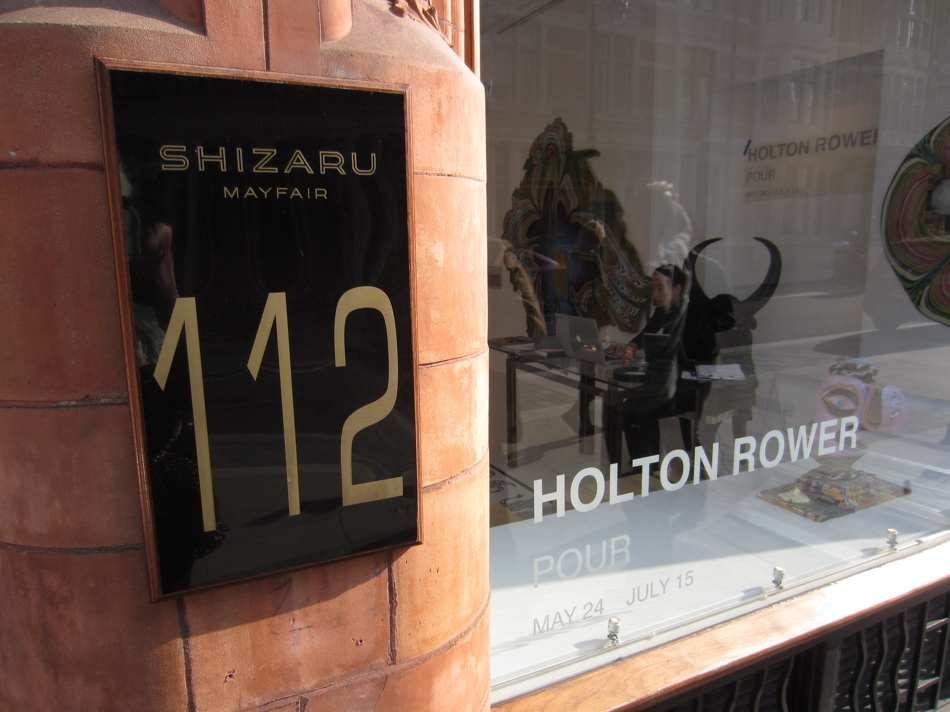 SHIZARU
MAYFAIR
112
HOLTON ROWER
POUR
HOLTON ROWER
POUR
MAY 24 JULY 15